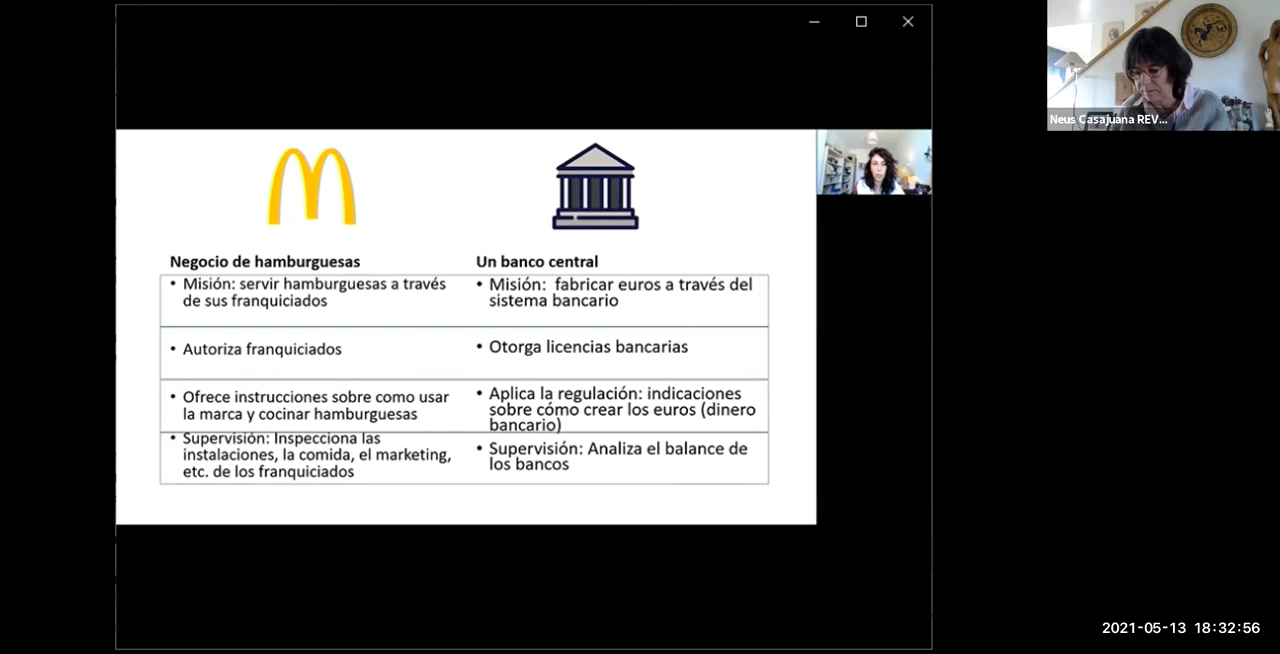 Neus Casajuana REV...
Negocio de hamburguesas
Un banco central
• Misión: servir hamburguesas a través
de sus franquiciados
• Misión:  fabricar euros a través del
sistema bancario
• Autoriza franquiciados
• Otorga licencias bancarias
• Ofrece instrucciones sobre como usar
la marca y cocinar hamburguesas
• Aplica la regulación: indicaciones
sobre cómo crear los euros (dinero
bancario)
• Supervisión: Inspecciona las
instalaciones, la comida, el marketing,
etc. de los franquiciados
• Supervisión: Analiza el balance de
los bancos
2021-05-13 18:32:56